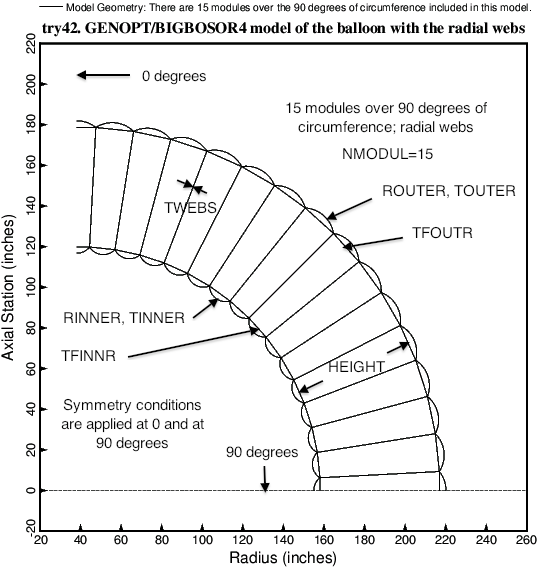 Model Geometry: There are 15 modules over the 90 degrees of circumference included in this model.
try42. GENOPT/BIGBOSOR4 model of the balloon with the radial webs
220
200
180
160
140
120
100
80
60
40
20
0
-20
Axial Station (inches)
0 degrees
15 modules over 90 degrees of
circumference; radial webs
NMODUL=15
ROUTER, TOUTER
TWEBS
TFOUTR
RINNER, TINNER
TFINNR
HEIGHT
Symmetry conditions
are applied at 0 and at
90 degrees
90 degrees
20 40 60 80 100 120 140 160 180 200 220 240 260
Radius (inches)